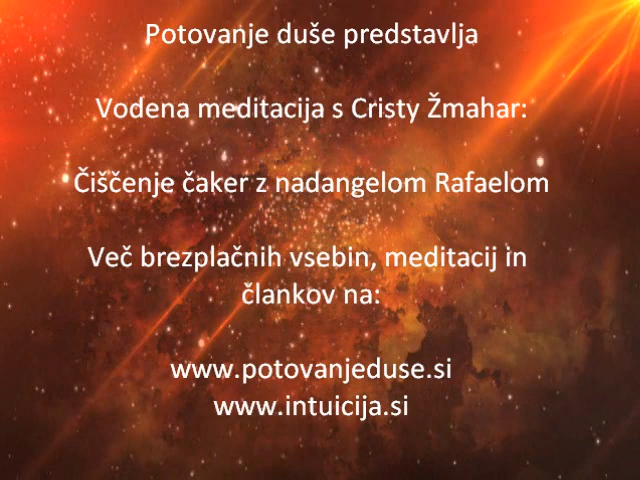 Potovanje duše predstavlja
Vodena meditacija s Cristy Žmahar:
Čiščenje čaker z nadangelom Rafaelom
Več brezplačnih vsebin, meditacij in
člankov na:
www.potovanjeduse.si
www.intuicija.si